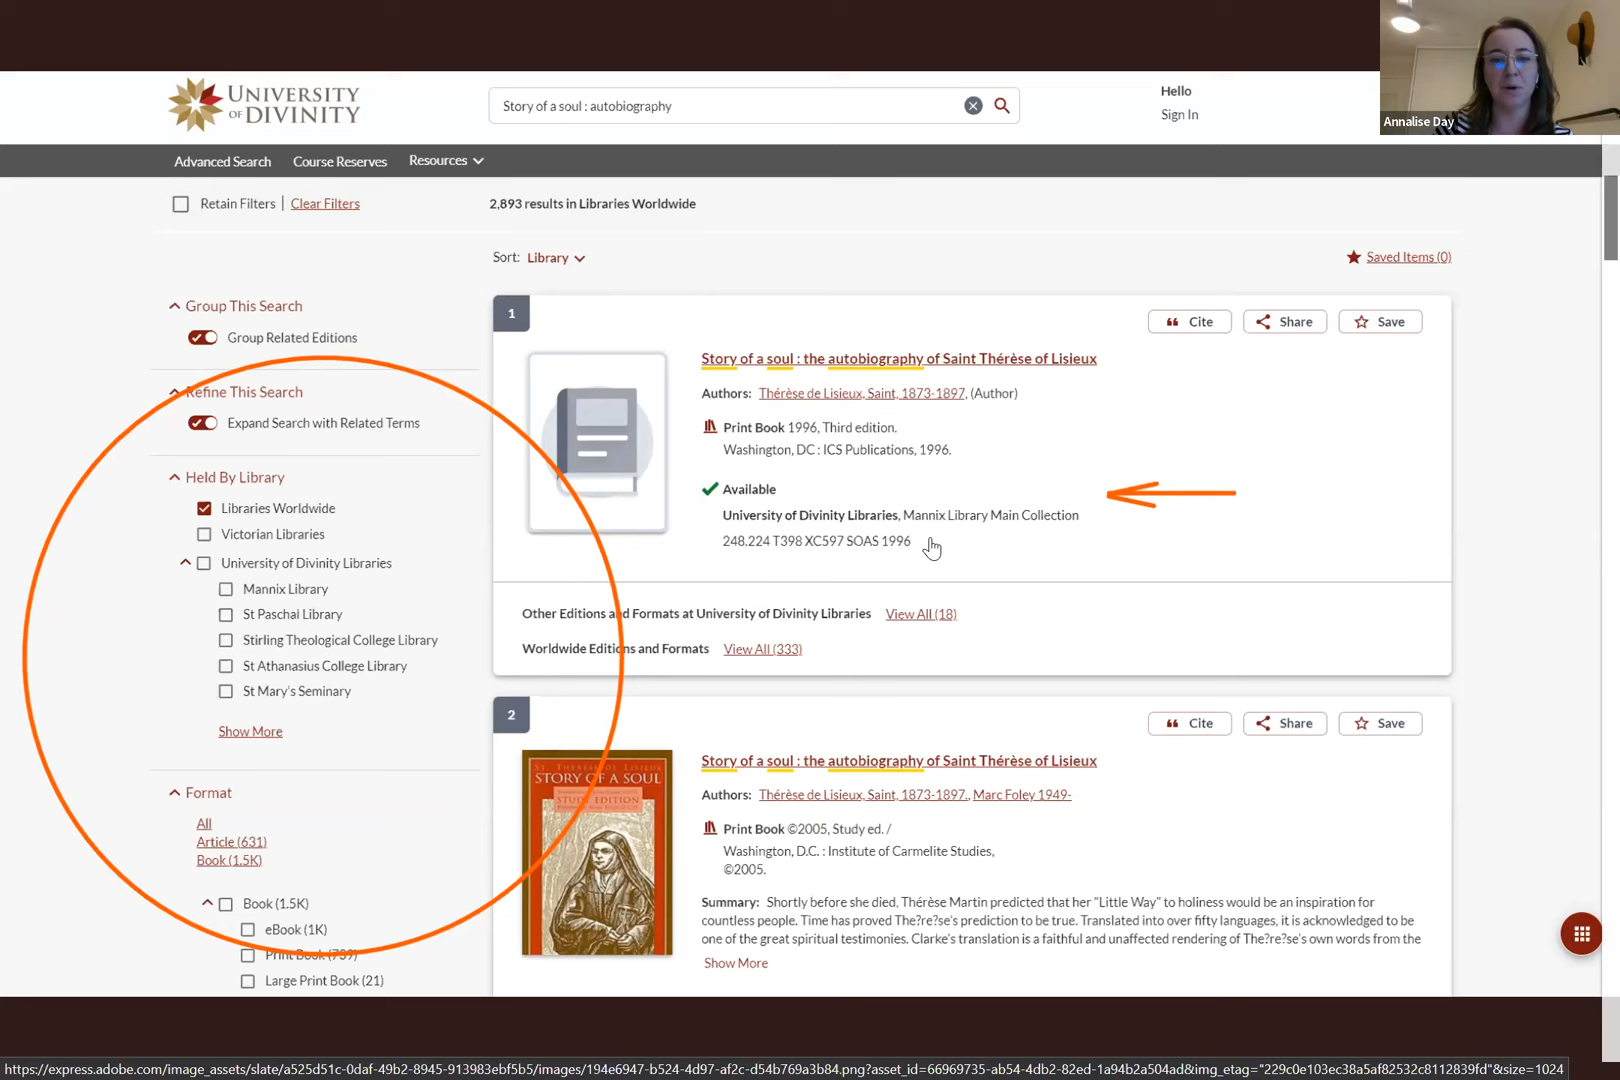 UNIVERSITY
OF DIVINITY
Story of a soul : autobiography
Hello
Sign In
Annalise Day
Advanced Search
Course Reserves
Resources
Retain Filters | Clear Filters
2,893 results in Libraries Worldwide
Sort: Library
Saved Items (0)
Group This Search
Group Related Editions
Refine This Search
Expand Search with Related Terms
Held By Library
Libraries Worldwide
Victorian Libraries
University of Divinity Libraries
Mannix Library
St Paschal Library
Stirling Theological College Library
St Athanasius College Library
St Mary's Seminary
Show More
Format
All
Article (631)
Book (1.5K)
Book (1.5K)
eBook (1K)
Print Book (739)
Large Print Book (21)
1
Cite
Share
Save
Story of a soul : the autobiography of Saint Thérèse of Lisieux
Authors: Thérèse de Lisieux, Saint, 1873-1897, (Author)
Print Book 1996, Third edition.
Washington, DC : ICS Publications, 1996.
Available
University of Divinity Libraries, Mannix Library Main Collection
248.224 T398 XC597 SOAS 1996
Other Editions and Formats at University of Divinity Libraries View All (18)
Worldwide Editions and Formats View All (333)
2
Cite
Share
Save
ST. THÉRÈSE OF LISIEUX
STORY OF A SOUL
STUDY EDITION
Story of a soul : the autobiography of Saint Thérèse of Lisieux
Authors: Thérèse de Lisieux, Saint, 1873-1897., Marc Foley 1949-
Print Book ©2005, Study ed. /
Washington, D.C. : Institute of Carmelite Studies,
©2005.
Summary: Shortly before she died, Thérèse Martin predicted that her "Little Way" to holiness would be an inspiration for
countless people. Time has proved The?re?se's prediction to be true. Translated into over fifty languages, it is acknowledged to be
one of the great spiritual testimonies. Clarke's translation is a faithful and unaffected rendering of The?re?se's own words from the
Show More
https://express.adobe.com/image_assets/slate/a525d51c-0daf-49b2-8945-913983ebf5b5/images/194e6947-b524-4d97-af2c-d54b769a3b84.png?asset_id=66969735-ab54-4db2-82ed-1a94b2a504ad&img_etag="229c0e103ec38a5af82532c8112839fd"&size=1024